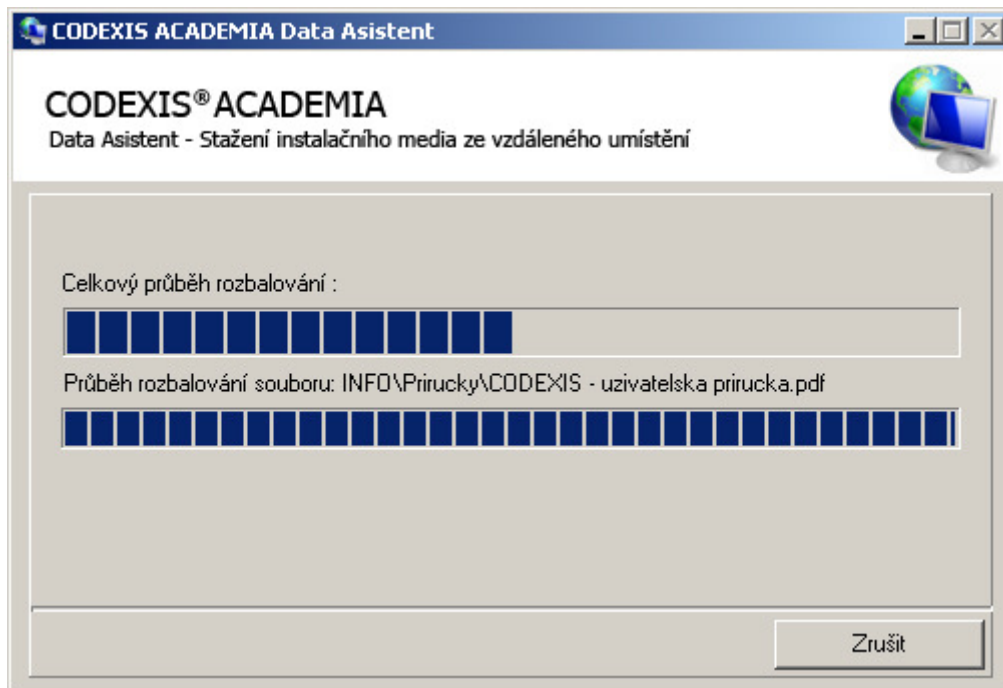 CODEXIS ACADEMIA Data Asistent
CODEXIS® ACADEMIA
Data Asistent - Stažení instalačního media ze vzdáleného umístění
Celkový průběh rozbalování :
Průběh rozbalování souboru: INFO\Prirucky\CODEXIS - uzivatelska prirucka.pdf
Zrušit